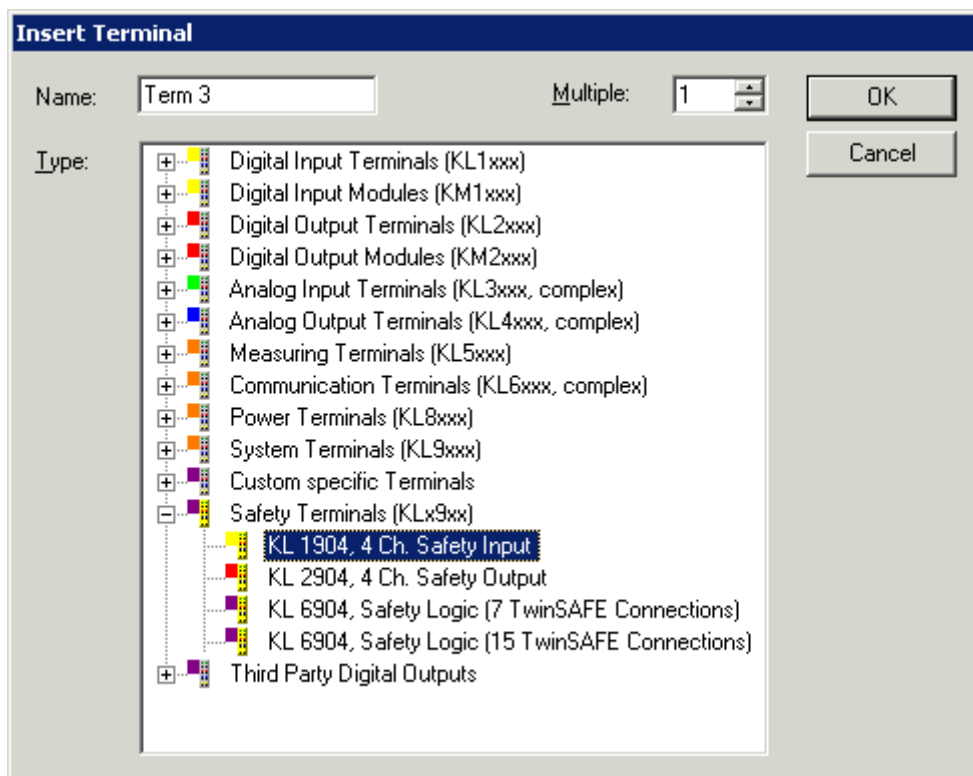 Insert Terminal
Name: Term 3 Multiple: 1 OK
Type: Cancel
Digital Input Terminals (KL1xxx)
Digital Input Modules (KM1xxx)
Digital Output Terminals (KL2xxx)
Digital Output Modules (KM2xxx)
Analog Input Terminals (KL3xxx, complex)
Analog Output Terminals (KL4xxx, complex)
Measuring Terminals (KL5xxx)
Communication Terminals (KL6xxx, complex)
Power Terminals (KL8xxx)
System Terminals (KL9xxx)
Custom specific Terminals
Safety Terminals (KLx9xx)
KL 1904, 4 Ch. Safety Input
KL 2904, 4 Ch. Safety Output
KL 6904, Safety Logic (7 TwinSAFE Connections)
KL 6904, Safety Logic (15 TwinSAFE Connections)
Third Party Digital Outputs